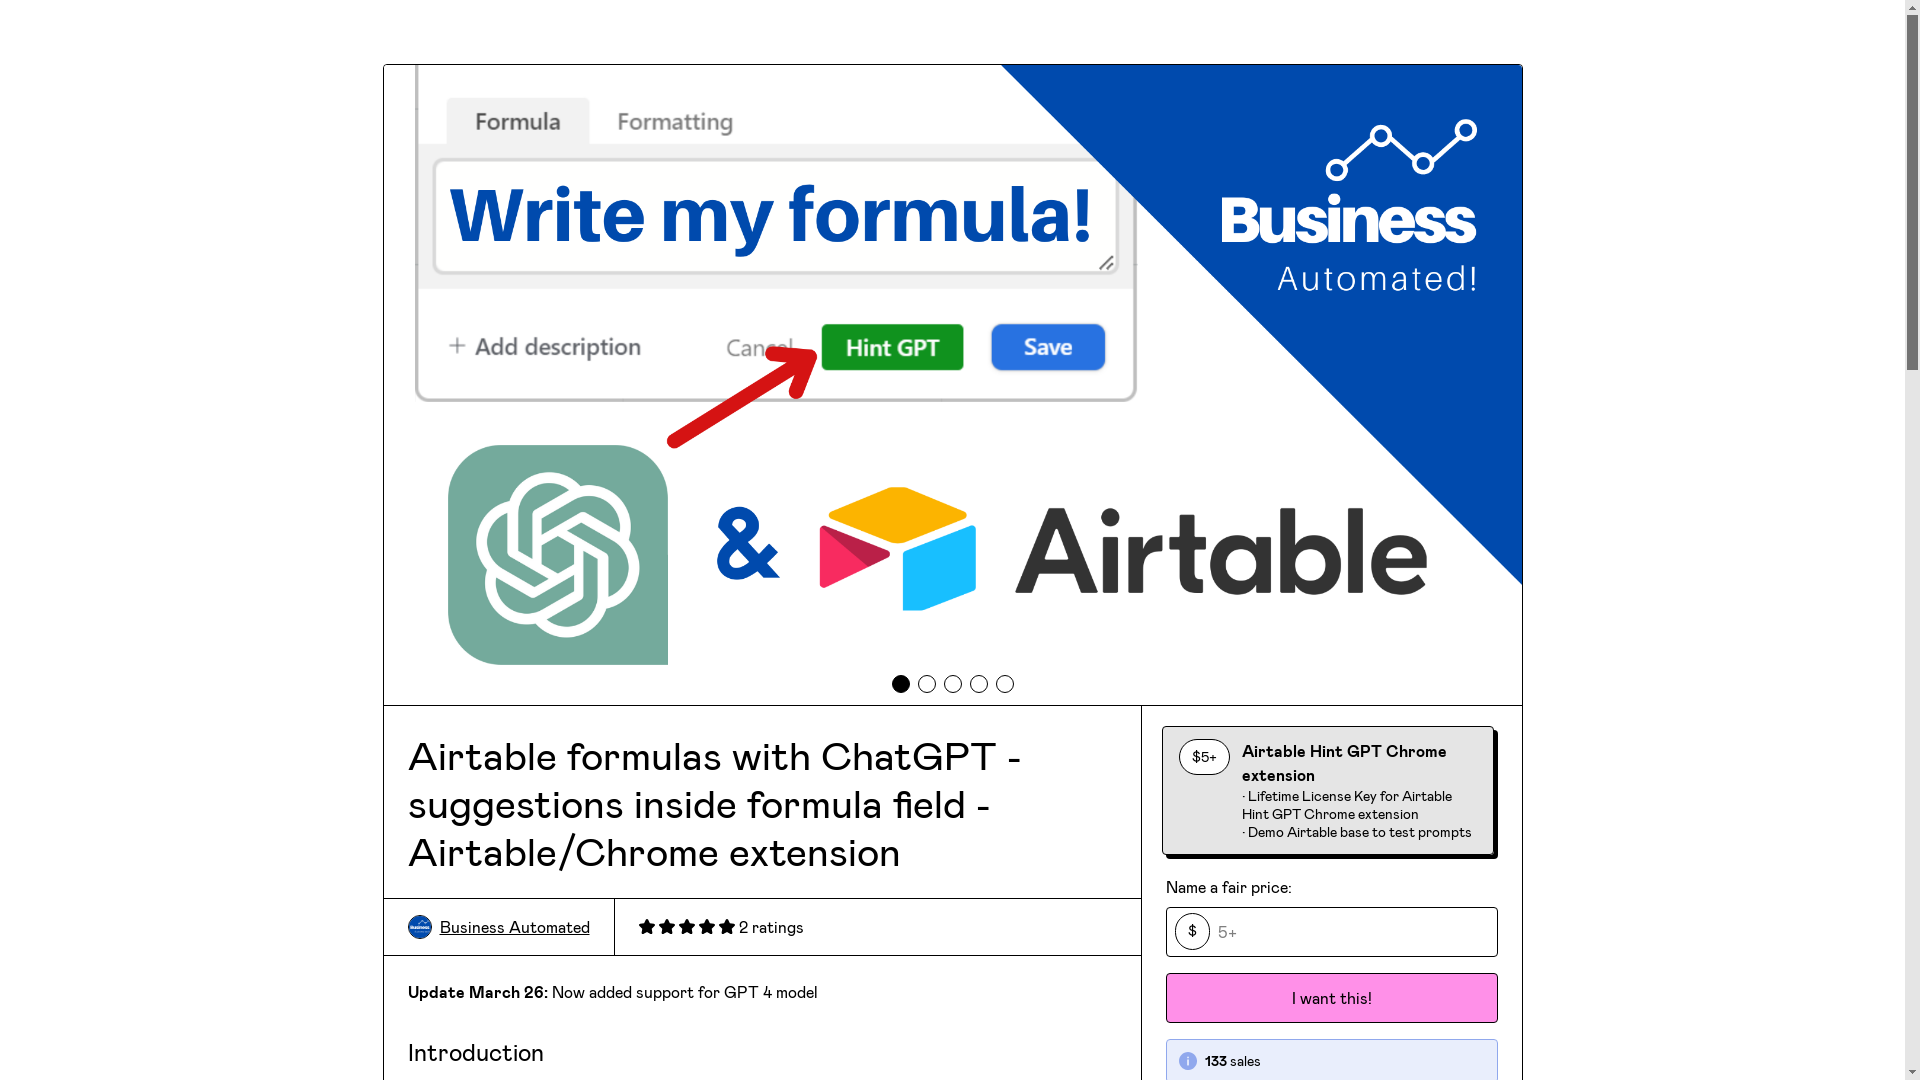 Formula Formatting
Write my formula!
Business
Automated!
+ Add description Cancel Hint GPT Save
& Airtable
Airtable formulas with ChatGPT -
suggestions inside formula field -
Airtable/Chrome extension
Business Automated 2 ratings
Update March 26: Now added support for GPT 4 model
Introduction
$5+
Airtable Hint GPT Chrome
extension
· Lifetime License Key for Airtable
Hint GPT Chrome extension
· Demo Airtable base to test prompts
Name a fair price:
$ 5+
I want this!
133 sales